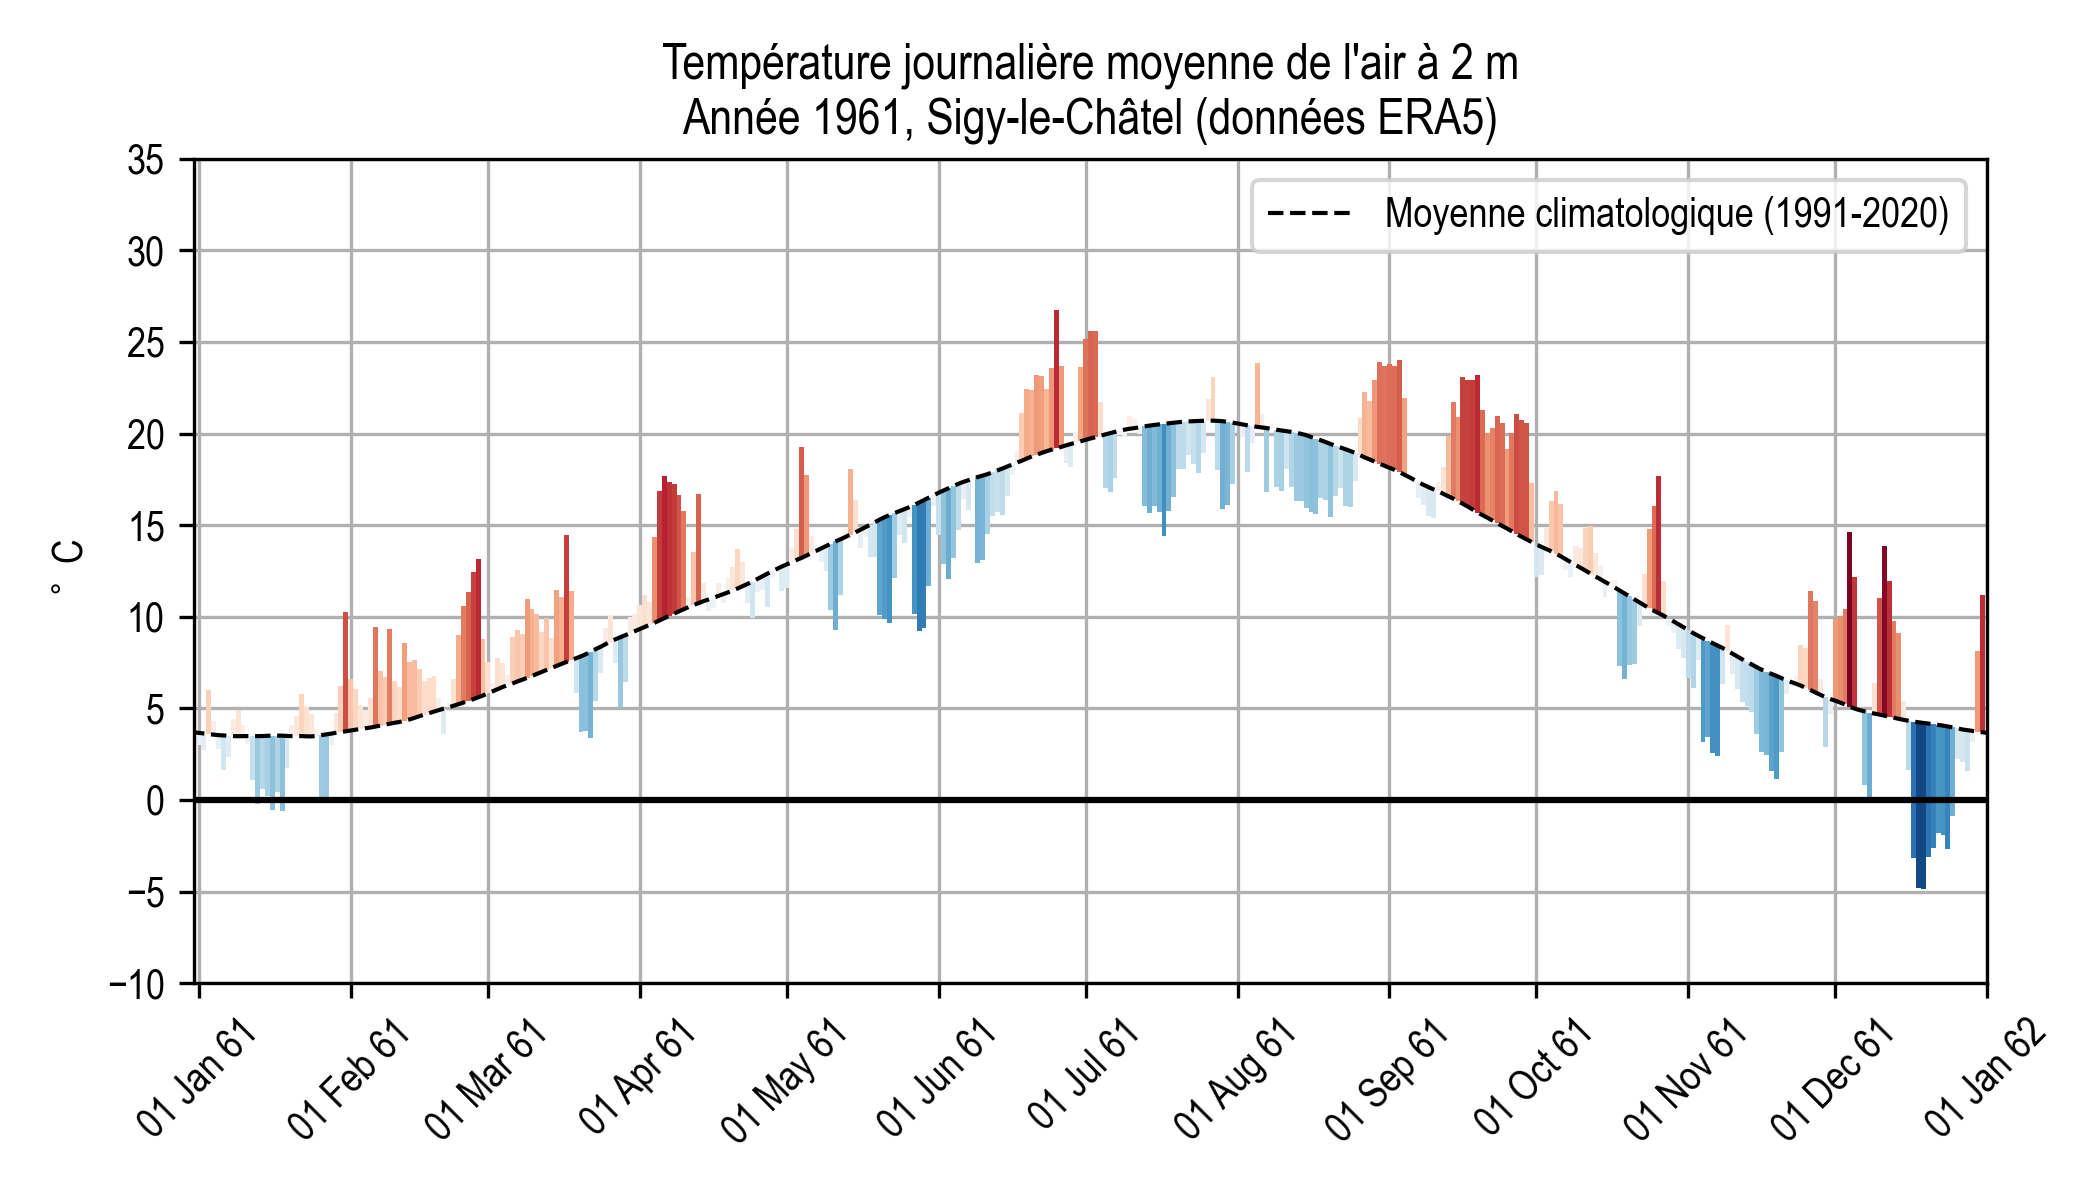 Température journalière moyenne de l'air à 2 m
Année 1961, Sigy-le-Châtel (données ERA5)
Moyenne climatologique (1991-2020)
° C
35
30
25
20
15
10
5
0
−5
−10
01 Jan 61
01 Feb 61
01 Mar 61
01 Apr 61
01 May 61
01 Jun 61
01 Jul 61
01 Aug 61
01 Sep 61
01 Oct 61
01 Nov 61
01 Dec 61
01 Jan 62